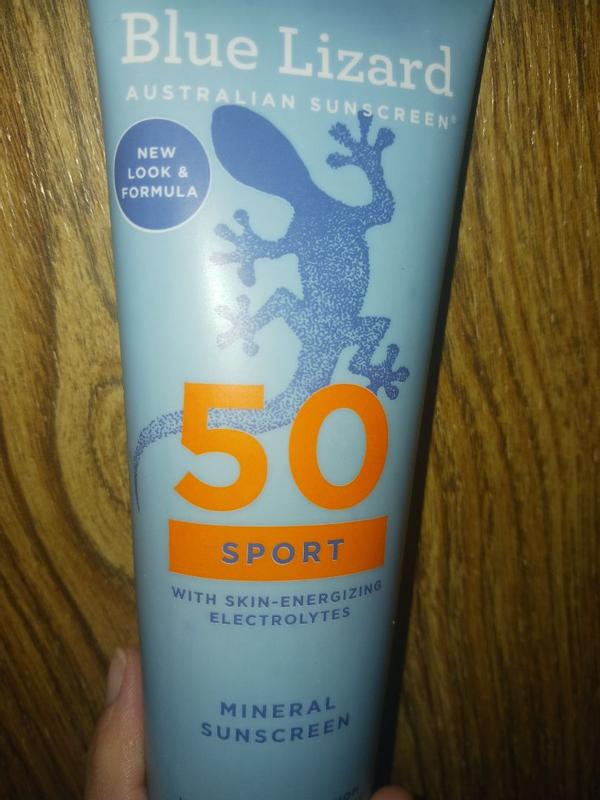 Blue Lizard
AUSTRALIAN SUNSCREEN®
NEW
LOOK &
FORMULA
50
SPORT
WITH SKIN-ENERGIZING
ELECTROLYTES
MINERAL
SUNSCREEN